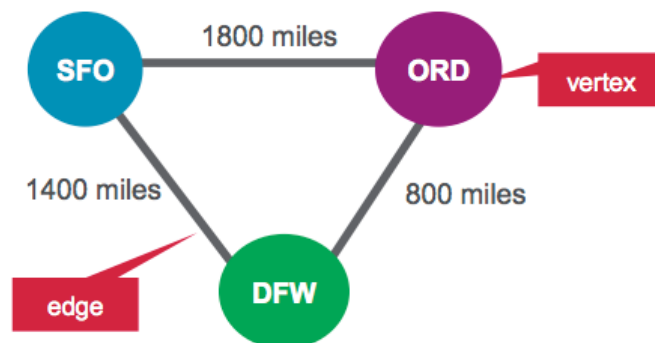 1800 miles
SFO
ORD
vertex
1400 miles
800 miles
edge
DFW